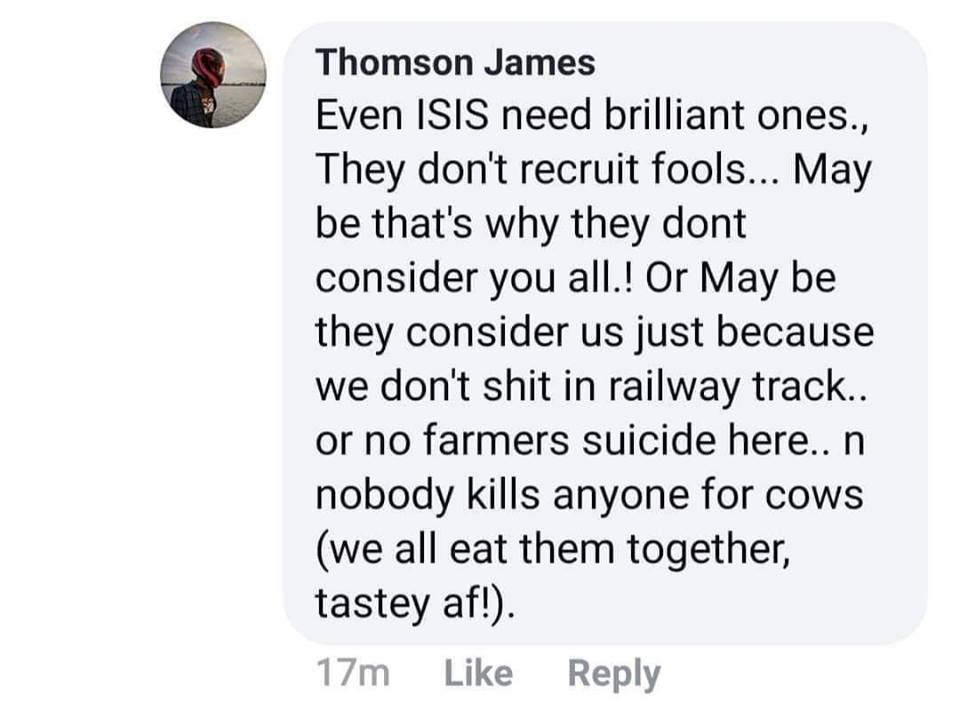 Thomson James
Even ISIS need brilliant ones.,
They don't recruit fools... May
be that's why they dont
consider you all.! Or May be
they consider us just because
we don't shit in railway track..
or no farmers suicide here.. n
nobody kills anyone for cows
(we all eat them together,
tastey af!).
17m Like Reply